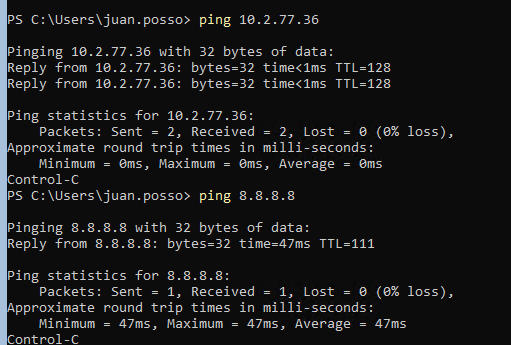 PS C:\Users\juan.posso> ping 10.2.77.36
Pinging 10.2.77.36 with 32 bytes of data:
Reply from 10.2.77.36: bytes=32 time<1ms TTL=128
Reply from 10.2.77.36: bytes=32 time<1ms TTL=128
Ping statistics for 10.2.77.36:
    Packets: Sent = 2, Received = 2, Lost = 0 (0% loss),
Approximate round trip times in milli-seconds:
    Minimum = 0ms, Maximum = 0ms, Average = 0ms
Control-C
PS C:\Users\juan.posso> ping 8.8.8.8
Pinging 8.8.8.8 with 32 bytes of data:
Reply from 8.8.8.8: bytes=32 time=47ms TTL=111
Ping statistics for 8.8.8.8:
    Packets: Sent = 1, Received = 1, Lost = 0 (0% loss),
Approximate round trip times in milli-seconds:
    Minimum = 47ms, Maximum = 47ms, Average = 47ms
Control-C